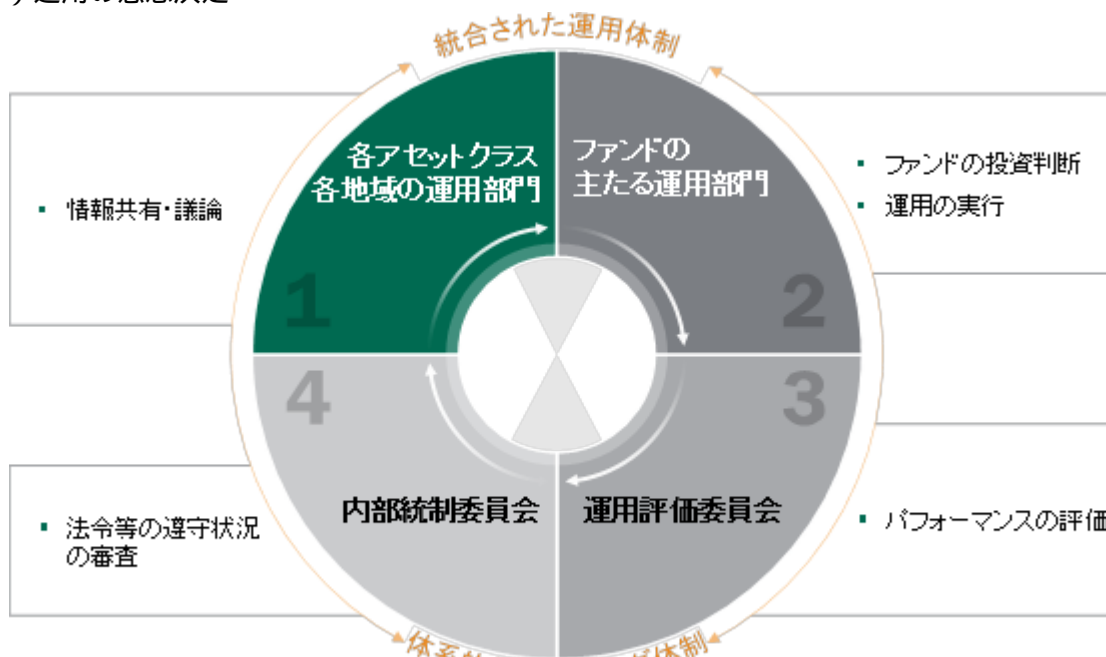 統合された運用体制
各アセットクラス
各地域の運用部門
ファンドの
主たる運用部門
・ 情報共有・議論
・ ファンドの投資判断
・ 運用の実行
1
2
4
3
内部統制委員会
運用評価委員会
・ 法令等の遵守状況
の審査
・ パフォーマンスの評価